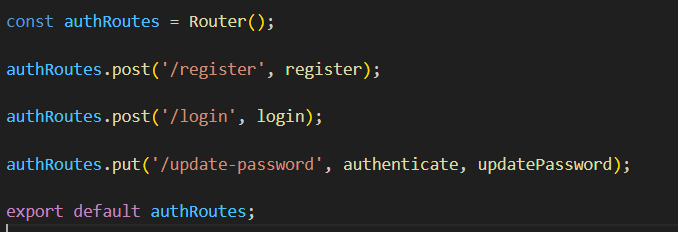 const authRoutes = Router();
authRoutes.post('/register', register);
authRoutes.post('/login', login);
authRoutes.put('/update-password', authenticate, updatePassword);
export default authRoutes;